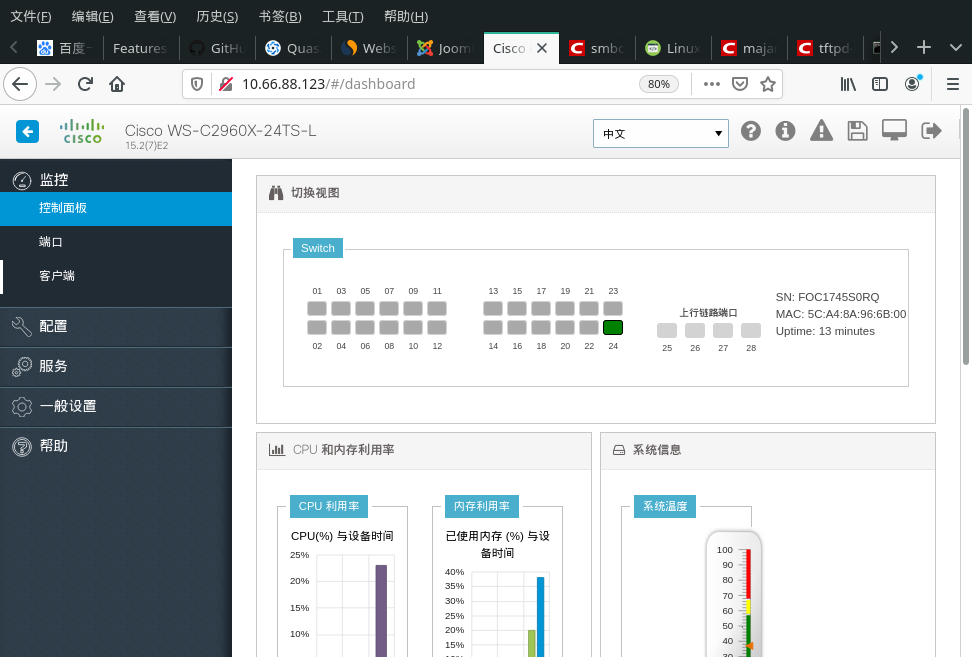 文件(F) 编辑(E) 查看(V) 历史(S) 书签(B) 工具(T) 帮助(H)
百度 Features GitHu Quas Webs Joom Cisco smbc Linux majar tftpd
10.66.88.123/#/dashboard 80%
CISCO
Cisco WS-C2960X-24TS-L
15.2(7)E2
中文
监控
控制面板
端口
客户端
配置
服务
一般设置
帮助
切换视图
Switch
01 03 05 07 09 11 13 15 17 19 21 23
02 04 06 08 10 12 14 16 18 20 22 24
上行链路端口
25 26 27 28
SN: FOC1745S0RQ
MAC: 5C:A4:8A:96:6B:00
Uptime: 13 minutes
CPU 和内存利用率
CPU 利用率
CPU(%) 与设备时间
25%
20%
15%
10%
内存利用率
已使用内存 (%) 与设
备时间
40%
35%
30%
25%
20%
15%
10%
系统信息
系统温度
100
90
80
70
60
50
40
30